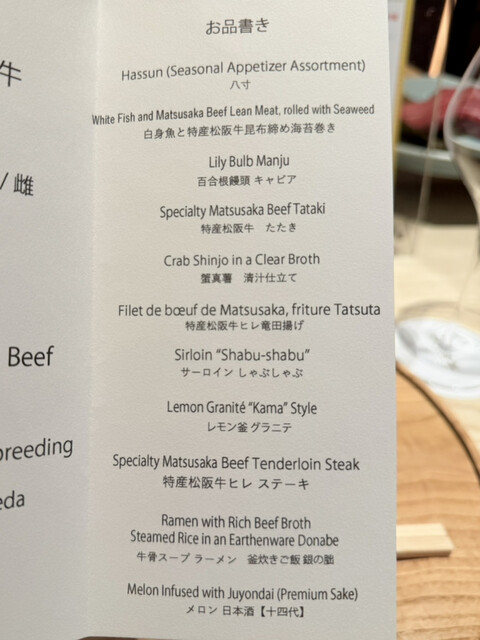 牛
/ 雌
Beef
breeding
eda
お品書き
Hassun (Seasonal Appetizer Assortment)
八寸
White Fish and Matsusaka Beef Lean Meat, rolled with Seaweed
白身魚と特産松阪牛昆布締め海苔巻き
Lily Bulb Manju
百合根饅頭 キャビア
Specialty Matsusaka Beef Tataki
特産松阪牛 たたき
Crab Shinjo in a Clear Broth
蟹真薯 清汁仕立て
Filet de bœuf de Matsusaka, friture Tatsuta
特産松阪牛ヒレ竜田揚げ
Sirloin “Shabu-shabu”
サーロイン しゃぶしゃぶ
Lemon Granité “Kama” Style
レモン釜 グラニテ
Specialty Matsusaka Beef Tenderloin Steak
特産松阪牛ヒレ ステーキ
Ramen with Rich Beef Broth
Steamed Rice in an Earthenware Donabe
牛骨スープ ラーメン 釜炊きご飯 銀の朏
Melon Infused with Juyondai (Premium Sake)
メロン 日本酒【十四代】